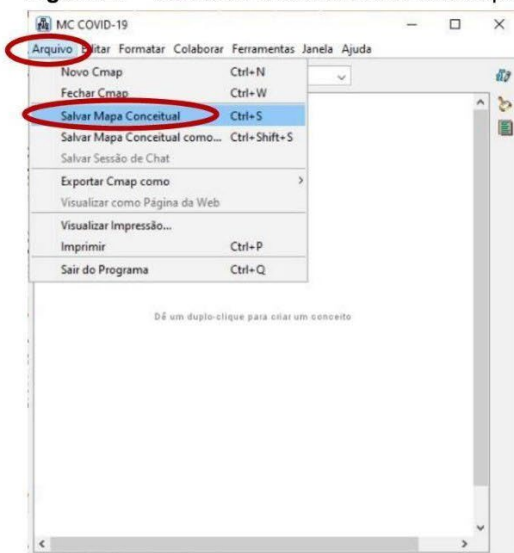 MC COVID-19
Arquivo Editar Formatar Colaborar Ferramentas Janela Ajuda
Novo Cmap Ctrl+N
Fechar Cmap Ctrl+W
Salvar Mapa Conceitual Ctrl+S
Salvar Mapa Conceitual como... Ctrl+Shift+S
Salvar Sessão de Chat
Exportar Cmap como
Visualizar como Página da Web
Visualizar Impressão...
Imprimir Ctrl+P
Sair do Programa Ctrl+Q
Dê um duplo-clique para criar um conceito